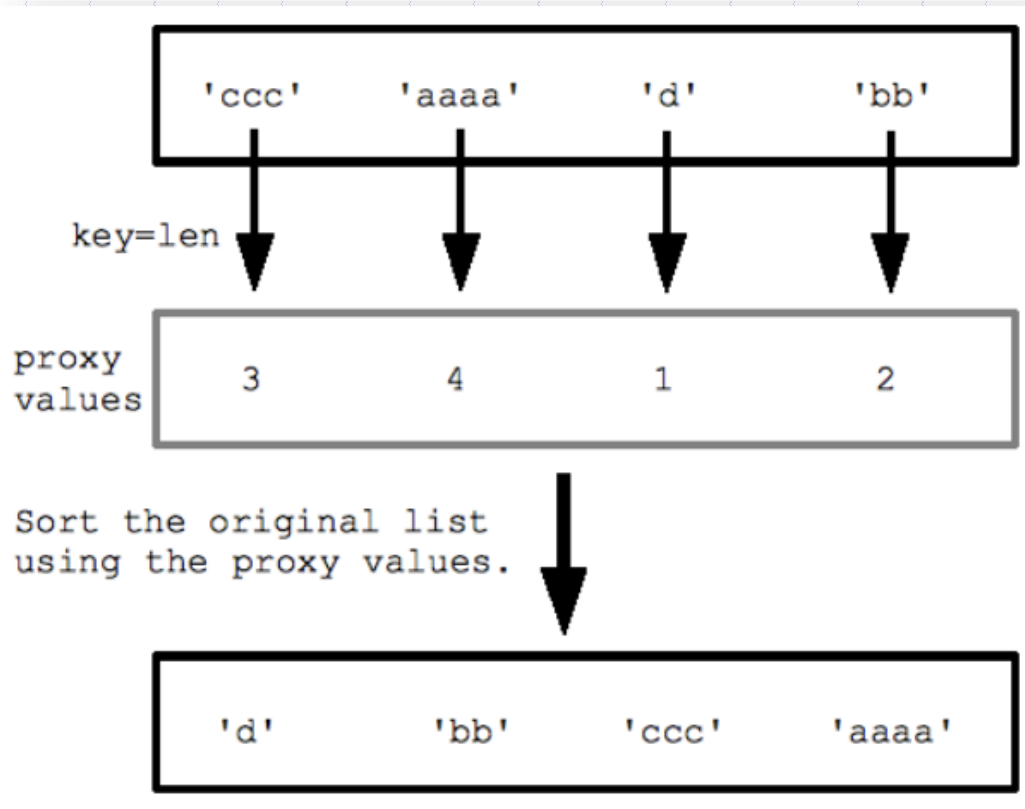 'ccc' 'aaaa' 'd' 'bb'
key=len
proxy
values
3 4 1 2
Sort the original list
using the proxy values.
'd' 'bb' 'ccc' 'aaaa'